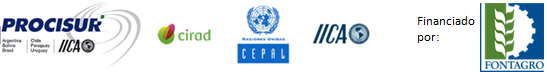 PROCISUR
Argentina
Bolivia
Brasil
Chile
Paraguay
Uruguay
IICA
cirad
NACIONES UNIDAS
CEPAL
IICA
Financiado
por:
FONTAGRO